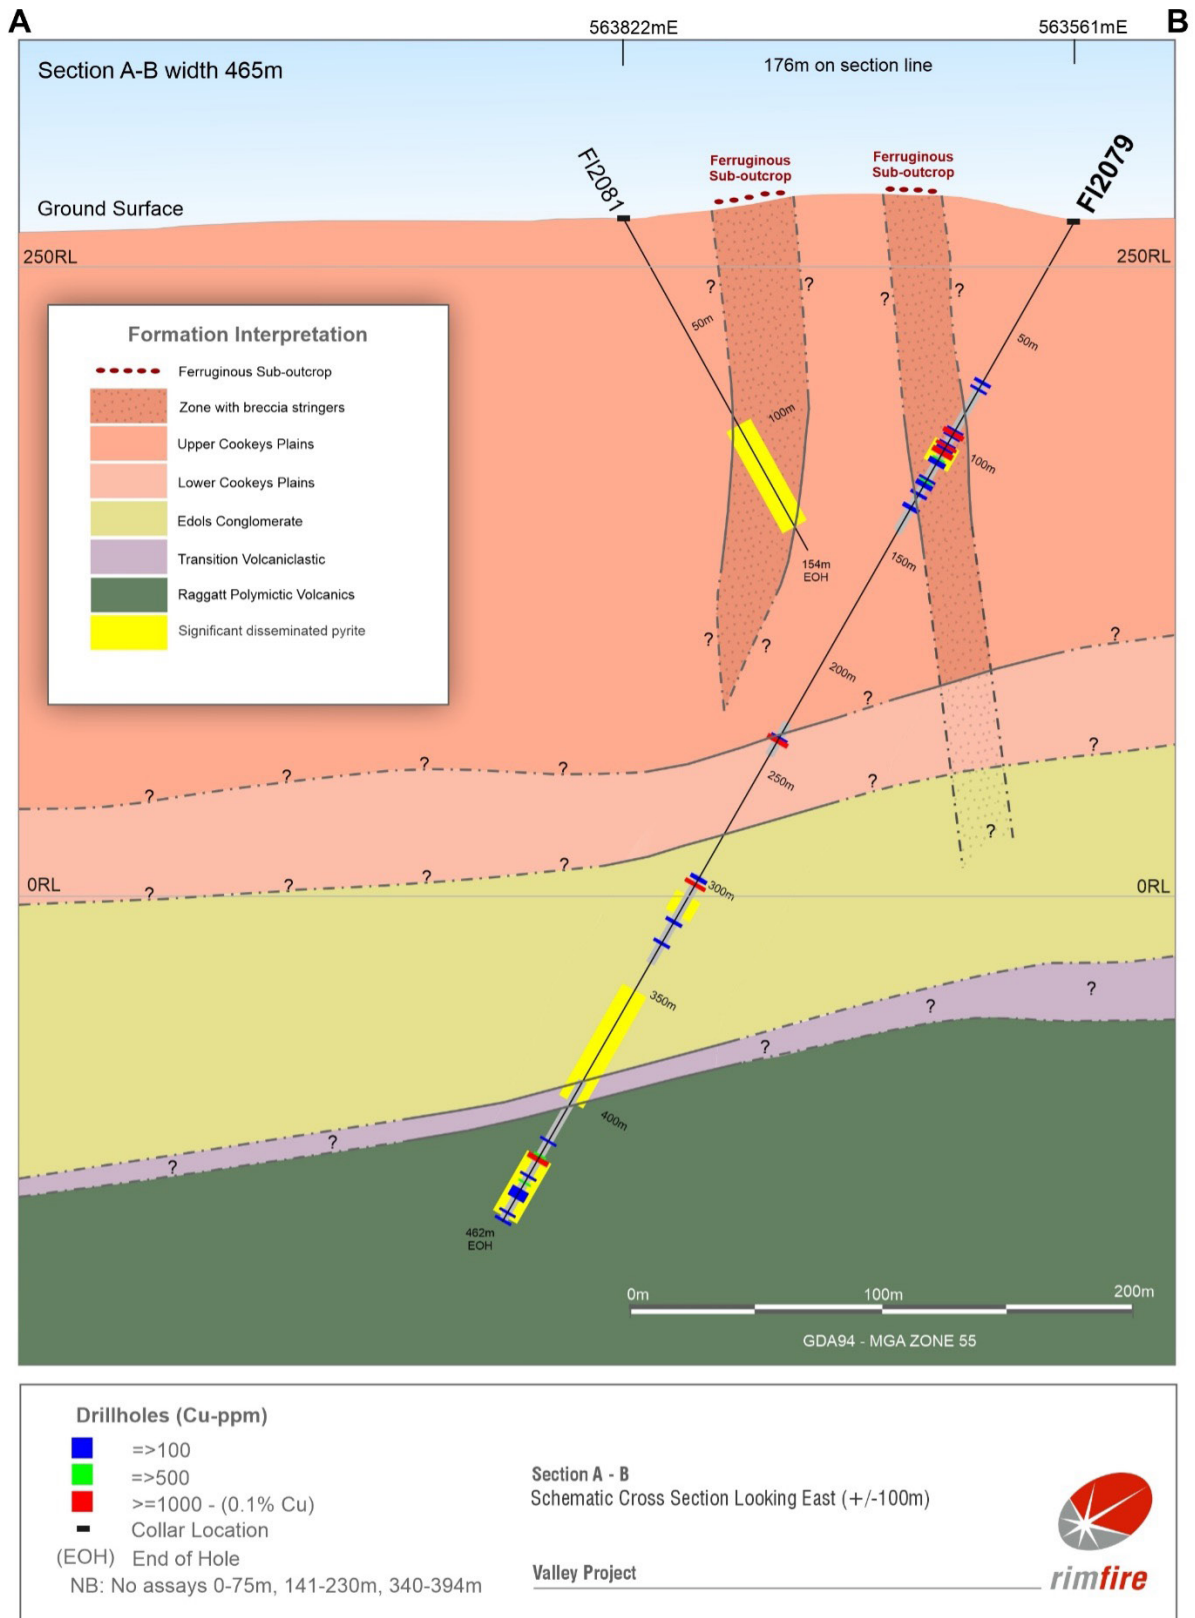 A
B
563822mE
563561mE
Section A-B width 465m
176m on section line
FI2081
Ferruginous
Sub-outcrop
Ferruginous
Sub-outcrop
FI2079
Ground Surface
250RL
250RL
?
?
?
?
50m
50m
Formation Interpretation
Ferruginous Sub-outcrop
Zone with breccia stringers
Upper Cookeys Plains
Lower Cookeys Plains
Edols Conglomerate
Transition Volcaniclastic
Raggatt Polymictic Volcanics
Significant disseminated pyrite
100m
100m
154m
EOH
150m
?
?
?
200m
?
?
?
?
?
250m
?
?
?
0RL
0RL
?
?
?
?
300m
?
350m
?
?
?
400m
?
?
462m
EOH
0m
100m
200m
GDA94 - MGA ZONE 55
Drillholes (Cu-ppm)
=>100
=>500
>=1000 - (0.1% Cu)
Collar Location
(EOH) End of Hole
NB: No assays 0-75m, 141-230m, 340-394m
Section A - B
Schematic Cross Section Looking East (+/-100m)
Valley Project
rimfire